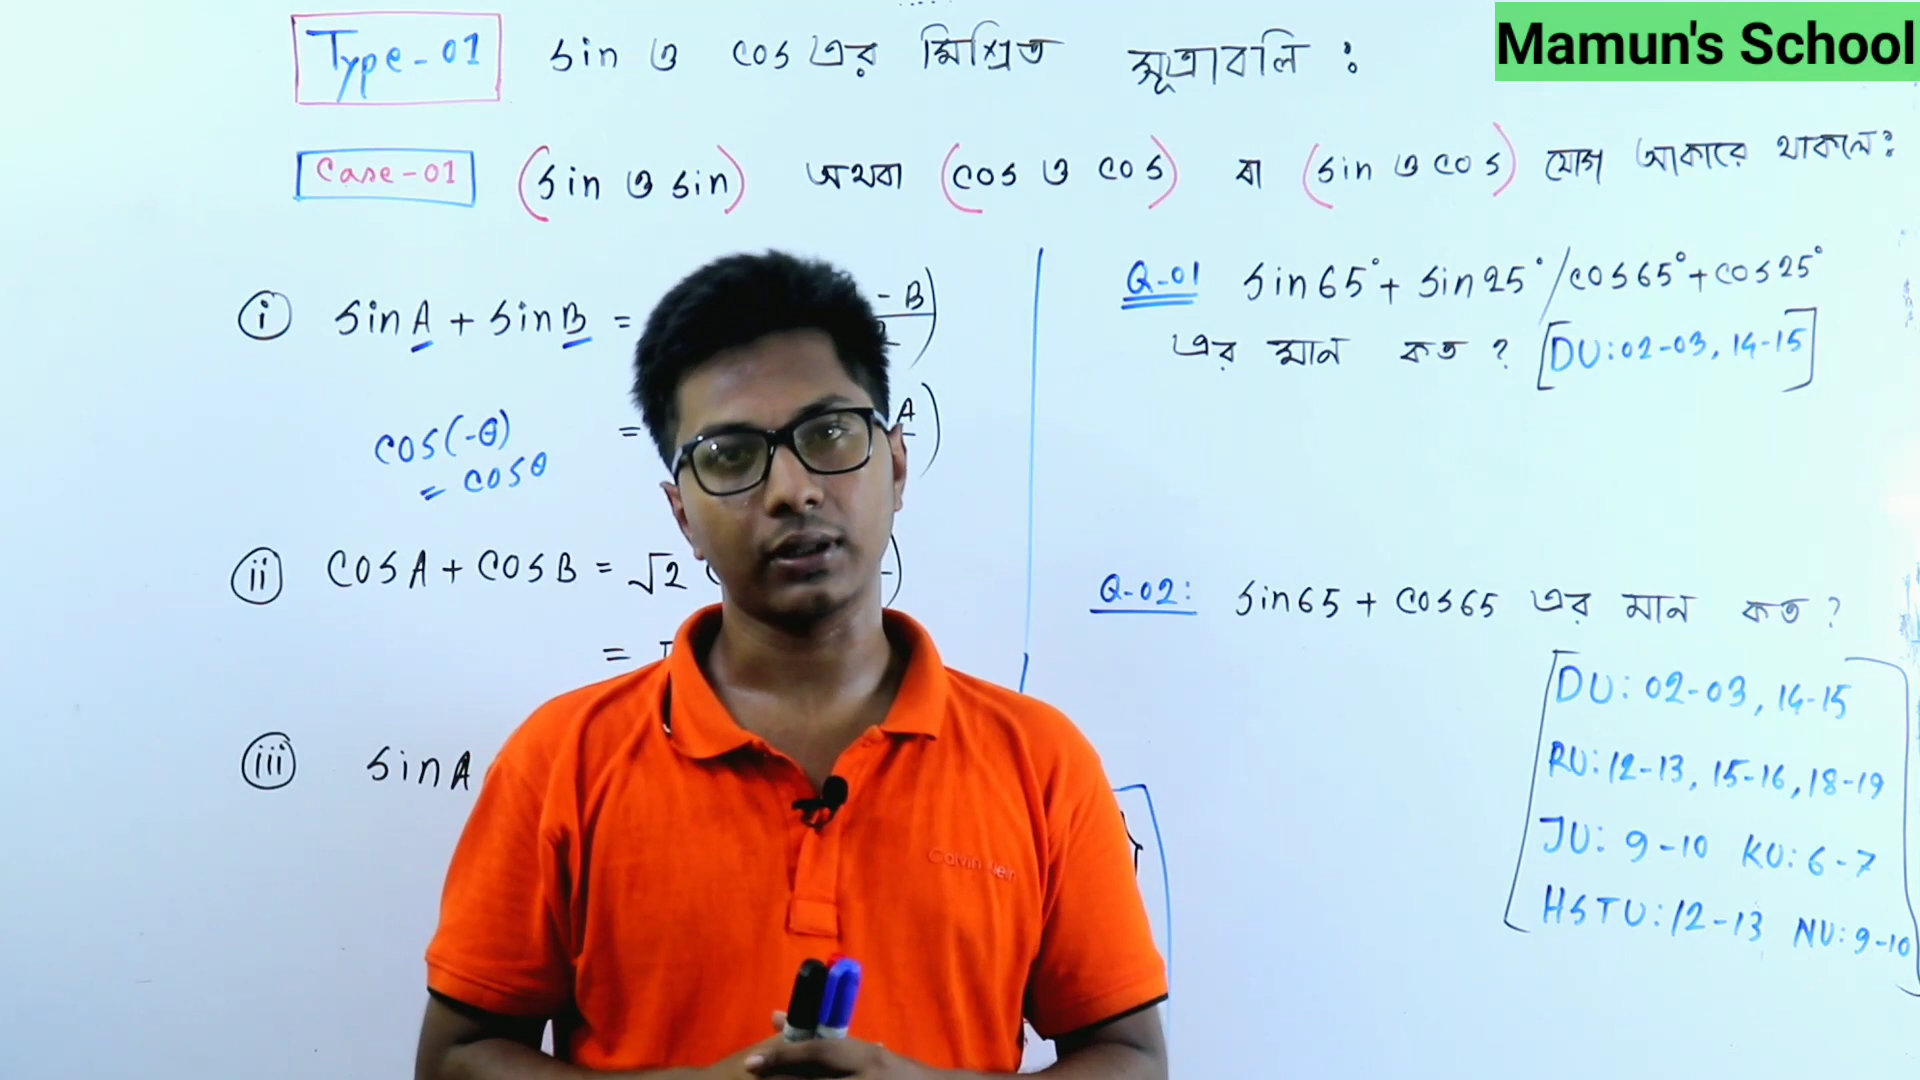 Mamun's School
Type-01 sin ও cos এর মিশ্রিত সূত্রাবলি :
Case-01 (sin ও sin) অথবা (cos ও cos) বা (sin ও cos) যোগ আকারে থাকলে:
i sinA + sinB = - B)
cos(-θ) = A)
= cosθ
ii cosA + cosB = √2
=
iii sinA
Calvin Klein
Q-01 sin65° + sin25° / cos65° + cos25°
এর মান কত ? [DU:02-03, 14-15]
Q-02: sin65 + cos65 এর মান কত ?
[DU: 02-03, 14-15
RU: 12-13, 15-16, 18-19
JU: 9-10 KU: 6-7
HSTU: 12-13 NU: 9-10]